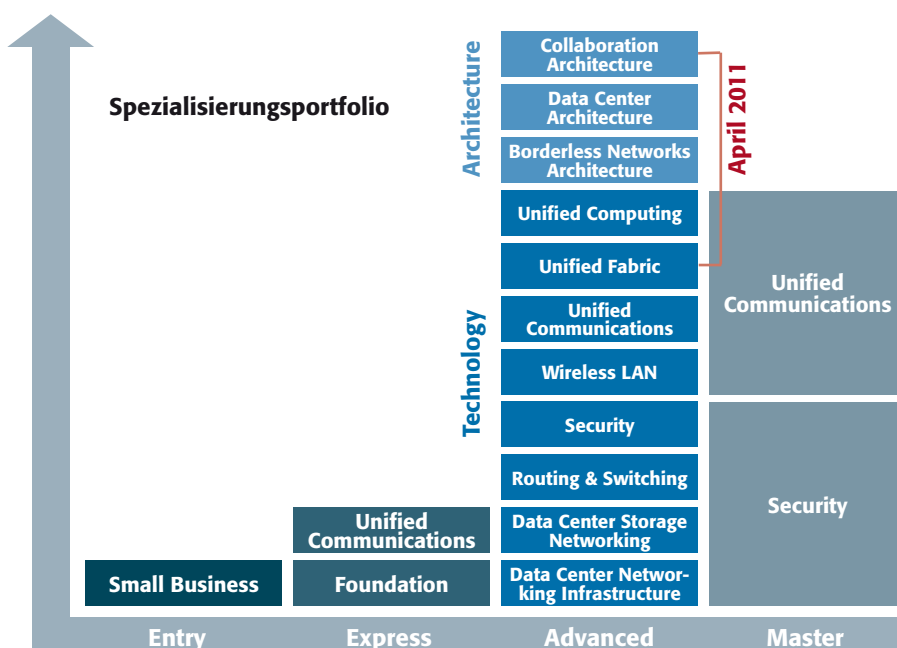 Spezialisierungsportfolio
Architecture
Collaboration
Architecture
Data Center
Architecture
Borderless Networks
Architecture
April 2011
Technology
Unified Computing
Unified Fabric
Unified
Communications
Wireless LAN
Security
Routing & Switching
Data Center Storage
Networking
Data Center Networ-
king Infrastructure
Unified
Communications
Security
Unified
Communications
Foundation
Small Business
Entry
Express
Advanced
Master